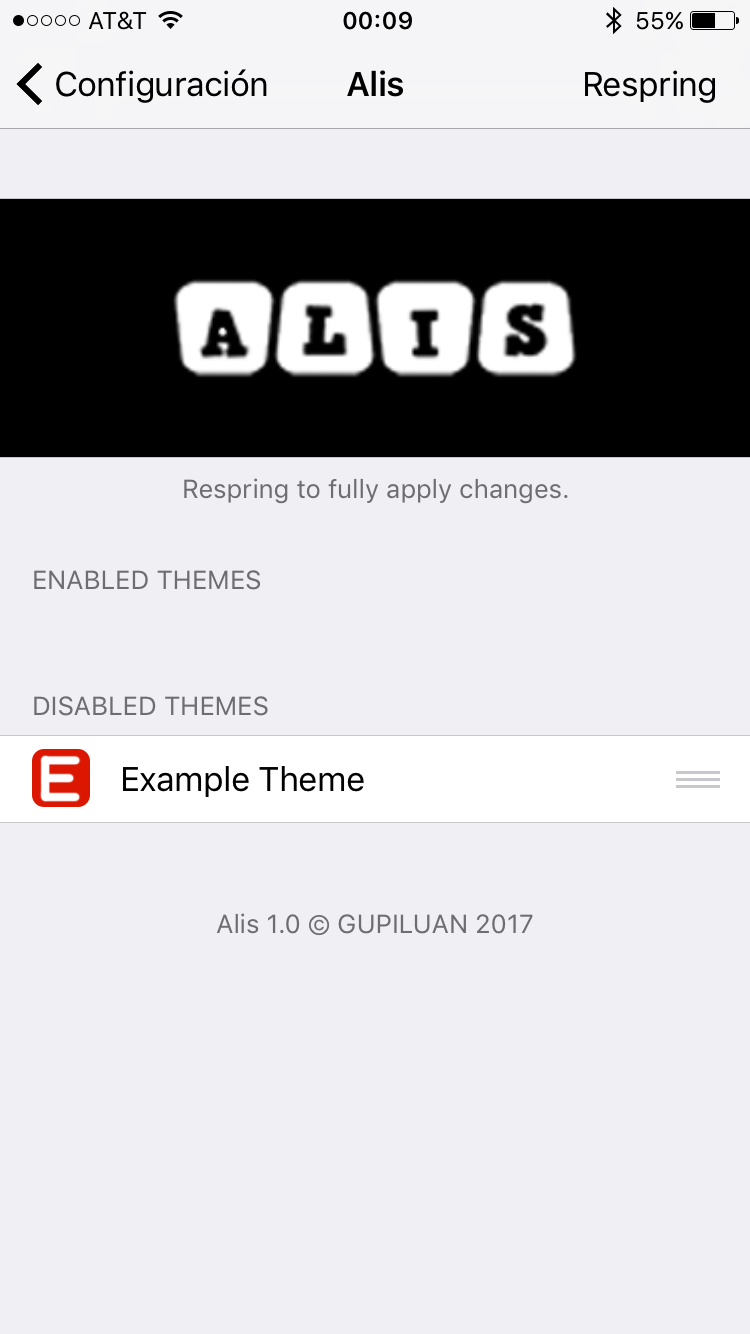 AT&T 00:09 55%
Configuración Alis Respring
ALIS
Respring to fully apply changes.
ENABLED THEMES
DISABLED THEMES
E Example Theme
Alis 1.0 © GUPILUAN 2017